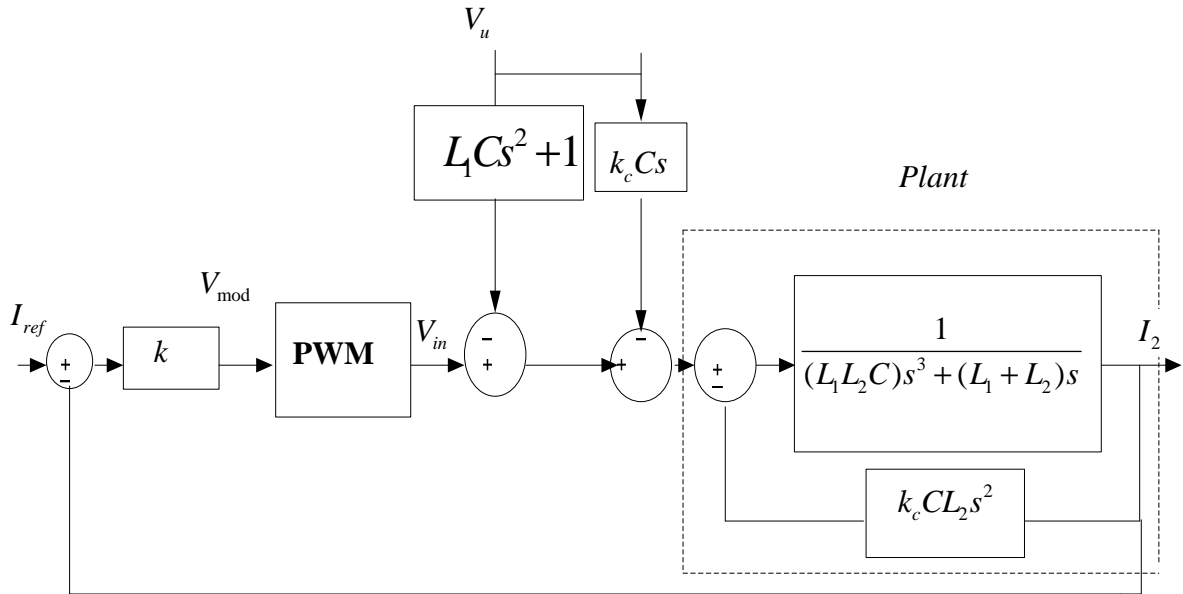 V_u
L_1Cs^2+1
k_cCs
Plant
I_ref
V_mod
V_in
I_2
+
−
k
PWM
−
+
−
+
+
−
1
(L_1L_2C)s^3 + (L_1 + L_2)s
k_cCL_2s^2